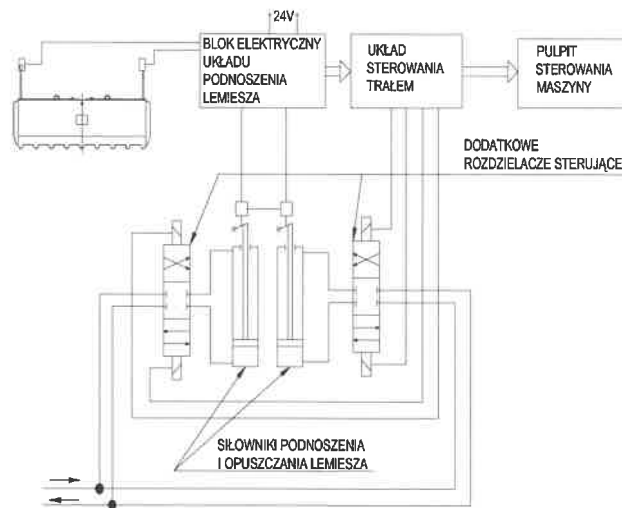 24V
BLOK ELEKTRYCZNY
UKŁADU
PODNOSZENIA
LEMIESZA
UKŁAD
STEROWANIA
TRAŁEM
PULPIT
STEROWANIA
MASZYNY
DODATKOWE
ROZDZIELACZE STERUJĄCE
SIŁOWNIKI PODNOSZENIA
I OPUSZCZANIA LEMIESZA